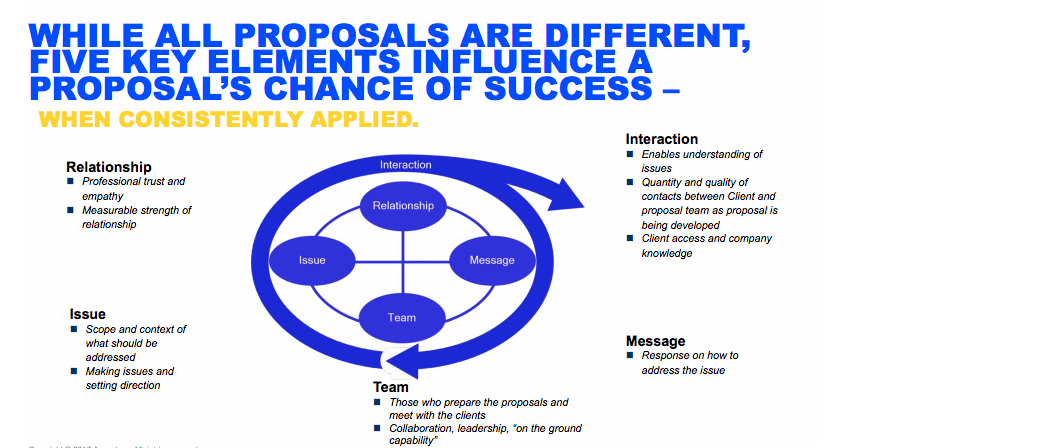 WHILE ALL PROPOSALS ARE DIFFERENT,
FIVE KEY ELEMENTS INFLUENCE A
PROPOSAL’S CHANCE OF SUCCESS –
WHEN CONSISTENTLY APPLIED.
Relationship
Professional trust and
empathy
Measurable strength of
relationship
Issue
Scope and context of
what should be
addressed
Making issues and
setting direction
Interaction
Relationship
Issue
Message
Team
Team
Those who prepare the proposals and
meet with the clients
Collaboration, leadership, “on the ground
capability”
Interaction
Enables understanding of
issues
Quantity and quality of
contacts between Client and
proposal team as proposal is
being developed
Client access and company
knowledge
Message
Response on how to
address the issue